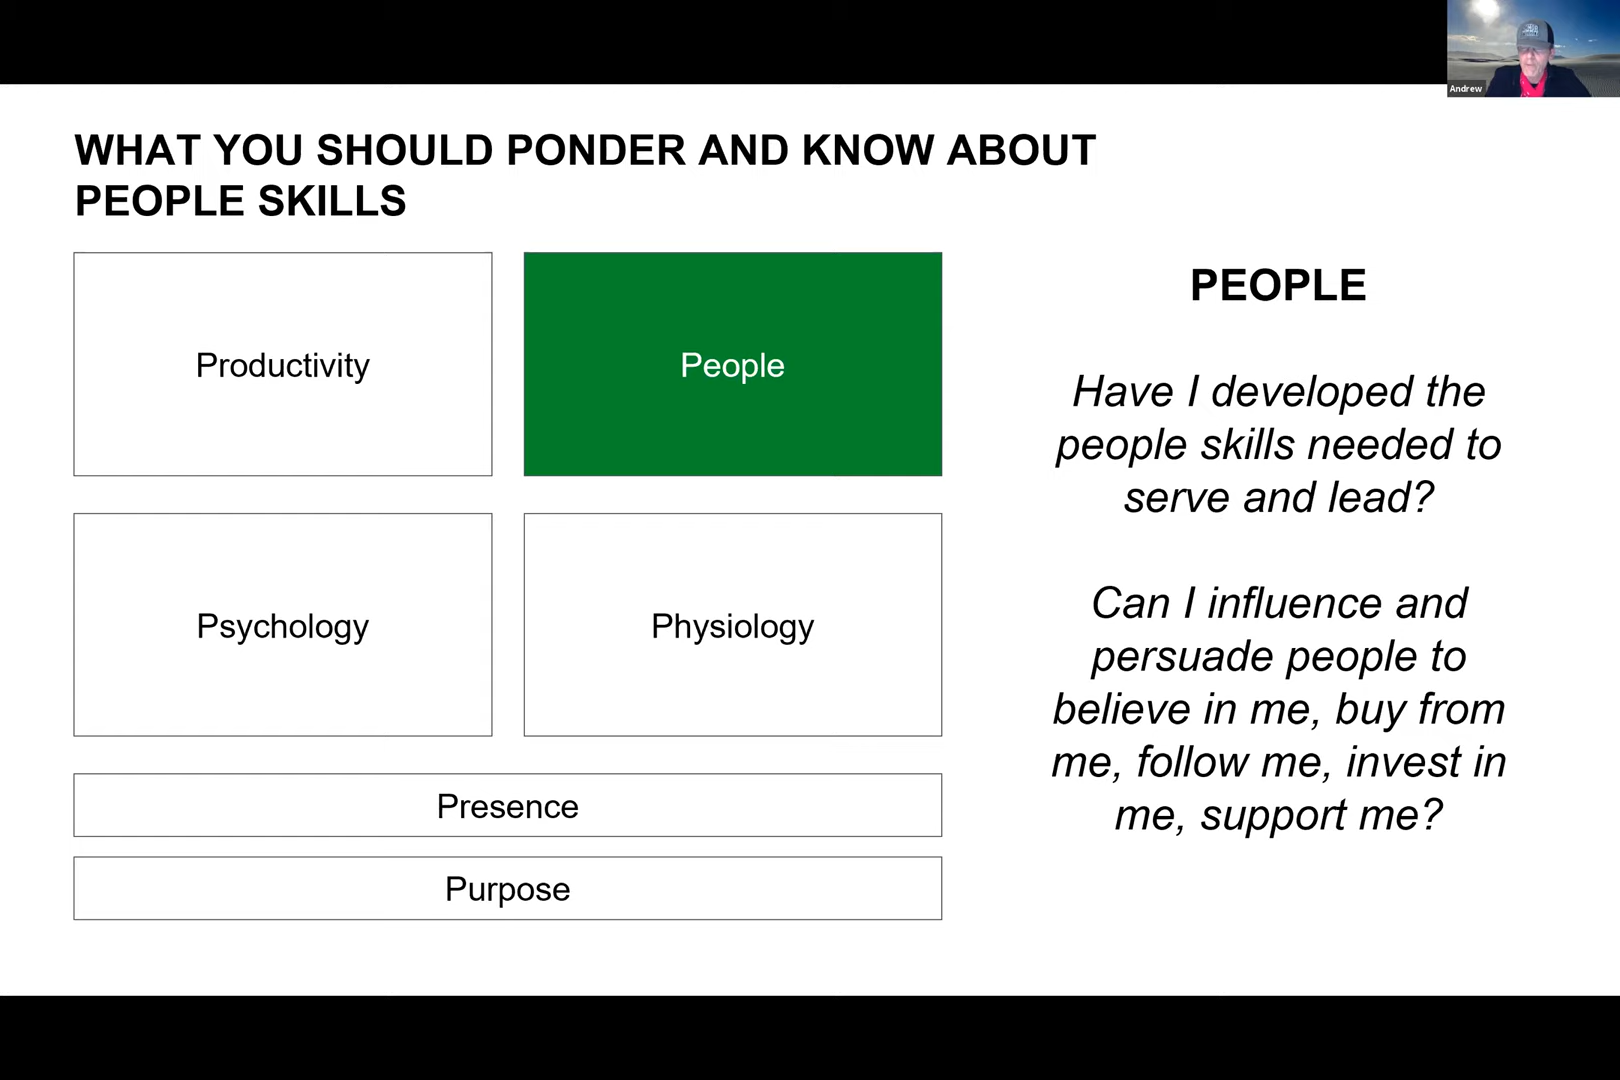 Andrew
WHAT YOU SHOULD PONDER AND KNOW ABOUT
PEOPLE SKILLS
Productivity
People
Psychology
Physiology
Presence
Purpose
PEOPLE
Have I developed the
people skills needed to
serve and lead?
Can I influence and
persuade people to
believe in me, buy from
me, follow me, invest in
me, support me?